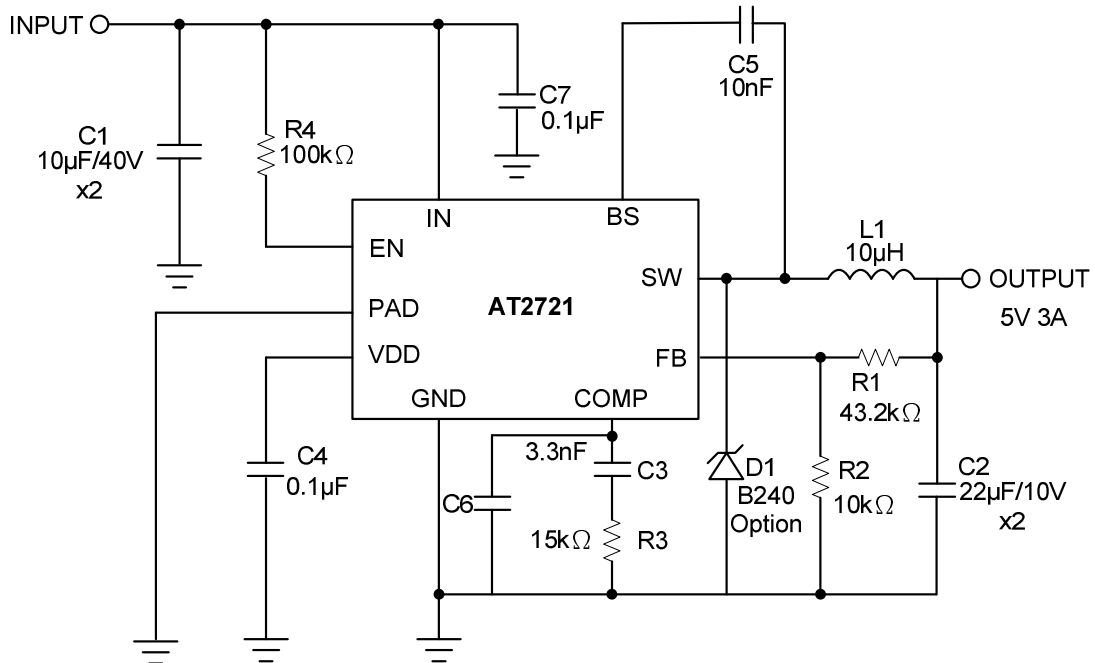 INPUT
C5
10nF
C7
0.1µF
C1
10µF/40V
x2
R4
100kΩ
IN
BS
EN
SW
L1
10µH
OUTPUT
5V 3A
PAD
AT2721
VDD
FB
GND
COMP
R1
43.2kΩ
C4
0.1µF
3.3nF
C3
C6
15kΩ
R3
D1
B240
Option
R2
10kΩ
C2
22µF/10V
x2